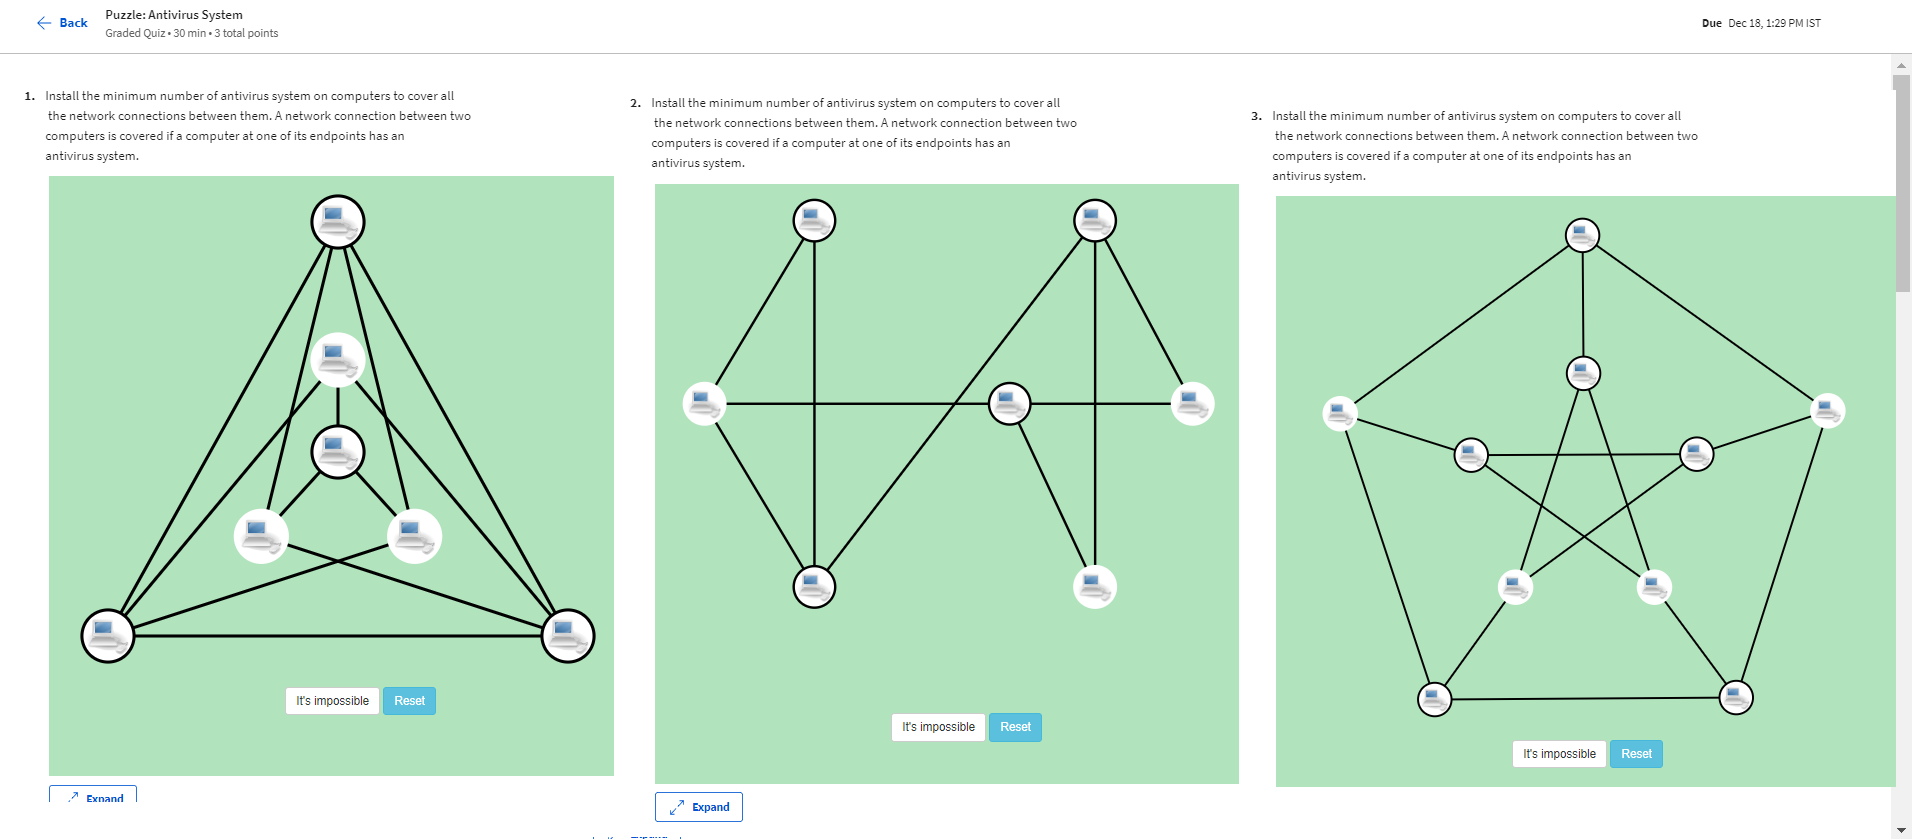 Back
Puzzle: Antivirus System
Graded Quiz • 30 min • 3 total points
Due Dec 18, 1:29 PM IST
1. Install the minimum number of antivirus system on computers to cover all
the network connections between them. A network connection between two
computers is covered if a computer at one of its endpoints has an
antivirus system.
It's impossible
Reset
Expand
2. Install the minimum number of antivirus system on computers to cover all
the network connections between them. A network connection between two
computers is covered if a computer at one of its endpoints has an
antivirus system.
It's impossible
Reset
Expand
3. Install the minimum number of antivirus system on computers to cover all
the network connections between them. A network connection between two
computers is covered if a computer at one of its endpoints has an
antivirus system.
It's impossible
Reset